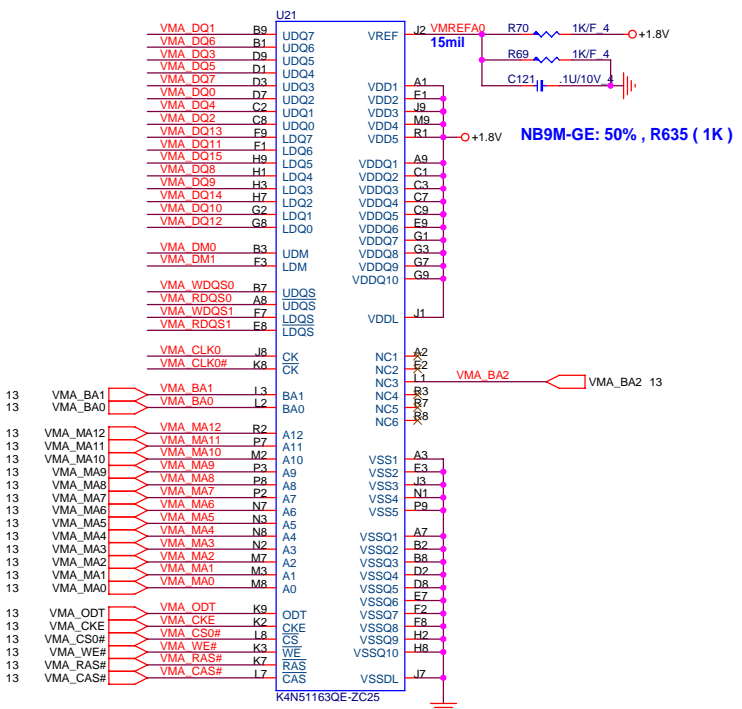 U21
VMA_DQ1 B9 UDQ7 VREF J2 VMREFA0 R70 1K/F_4 +1.8V
VMA_DQ6 B1 UDQ6 15mil
VMA_DQ3 D9 UDQ5 R69 1K/F_4
VMA_DQ5 D1 UDQ4
VMA_DQ7 D3 UDQ3 C121 .1U/10V_4
VMA_DQ0 D7 UDQ2 VDD1 A1
VMA_DQ4 C2 UDQ1 VDD2 E1
VMA_DQ2 C8 UDQ0 VDD3 J9
VMA_DQ13 F9 LDQ7 VDD4 M9
VMA_DQ11 F1 LDQ6 VDD5 R1 +1.8V NB9M-GE: 50% , R635 ( 1K )
VMA_DQ15 H9 LDQ5 VDDQ1 A9
VMA_DQ8 H1 LDQ4 VDDQ2 C1
VMA_DQ9 H3 LDQ3 VDDQ3 C3
VMA_DQ14 H7 LDQ2 VDDQ4 C7
VMA_DQ10 G2 LDQ1 VDDQ5 C9
VMA_DQ12 G8 LDQ0 VDDQ6 E9
VDDQ7 G1
VMA_DM0 B3 UDM VDDQ8 G3
VMA_DM1 F3 LDM VDDQ9 G7
VDDQ10 G9
VMA_WDQS0 B7 UDQS
VMA_RDQS0 A8 UDQS
VMA_WDQS1 F7 LDQS VDDL J1
VMA_RDQS1 E8 LDQS
VMA_CLK0 J8 CK NC1 A2
VMA_CLK0# K8 CK NC2 E2
NC3 L1 VMA_BA2 VMA_BA2 13
13 VMA_BA1 VMA_BA1 L3 BA1 NC4 R3
13 VMA_BA0 VMA_BA0 L2 BA0 NC5 R7
NC6 R8
13 VMA_MA12 VMA_MA12 R2 A12
13 VMA_MA11 VMA_MA11 P7 A11
13 VMA_MA10 VMA_MA10 M2 A10 VSS1 A3
13 VMA_MA9 VMA_MA9 P3 A9 VSS2 E3
13 VMA_MA8 VMA_MA8 P8 A8 VSS3 J3
13 VMA_MA7 VMA_MA7 P2 A7 VSS4 N1
13 VMA_MA6 VMA_MA6 N7 A6 VSS5 P9
13 VMA_MA5 VMA_MA5 N3 A5
13 VMA_MA4 VMA_MA4 N8 A4 VSSQ1 A7
13 VMA_MA3 VMA_MA3 N2 A3 VSSQ2 B2
13 VMA_MA2 VMA_MA2 M7 A2 VSSQ3 B8
13 VMA_MA1 VMA_MA1 M3 A1 VSSQ4 D2
13 VMA_MA0 VMA_MA0 M8 A0 VSSQ5 D8
VSSQ6 E7
13 VMA_ODT VMA_ODT K9 ODT VSSQ7 F2
13 VMA_CKE VMA_CKE K2 CKE VSSQ8 F8
13 VMA_CS0# VMA_CS0# L8 CS VSSQ9 H2
13 VMA_WE# VMA_WE# K3 WE VSSQ10 H8
13 VMA_RAS# VMA_RAS# K7 RAS
13 VMA_CAS# VMA_CAS# L7 CAS VSSDL J7
K4N51163QE-ZC25